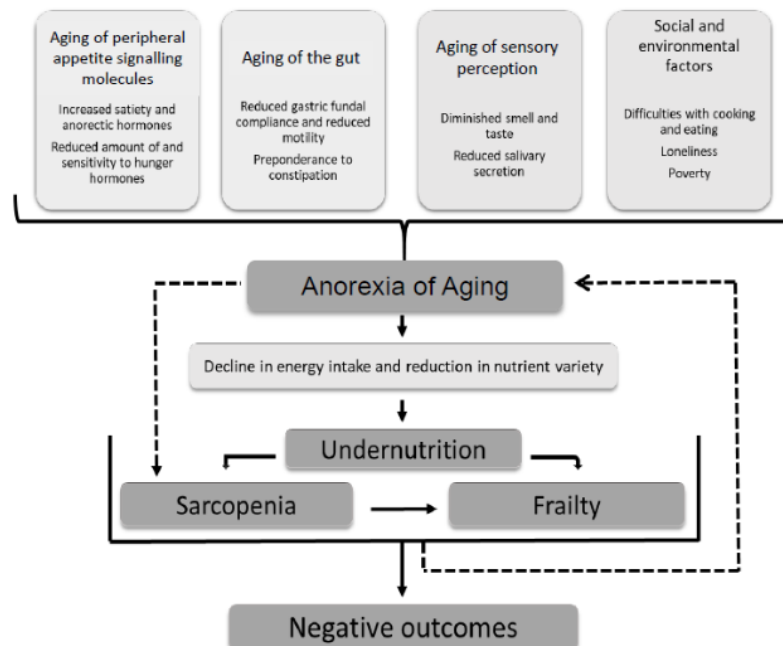 Aging of peripheral
appetite signalling
molecules
Increased satiety and
anorectic hormones
Reduced amount of and
sensitivity to hunger
hormones
Aging of the gut
Reduced gastric fundal
compliance and reduced
motility
Preponderance to
constipation
Aging of sensory
perception
Diminished smell and
taste
Reduced salivary
secretion
Social and
environmental
factors
Difficulties with cooking
and eating
Loneliness
Poverty
Anorexia of Aging
Decline in energy intake and reduction in nutrient variety
Undernutrition
Sarcopenia
Frailty
Negative outcomes